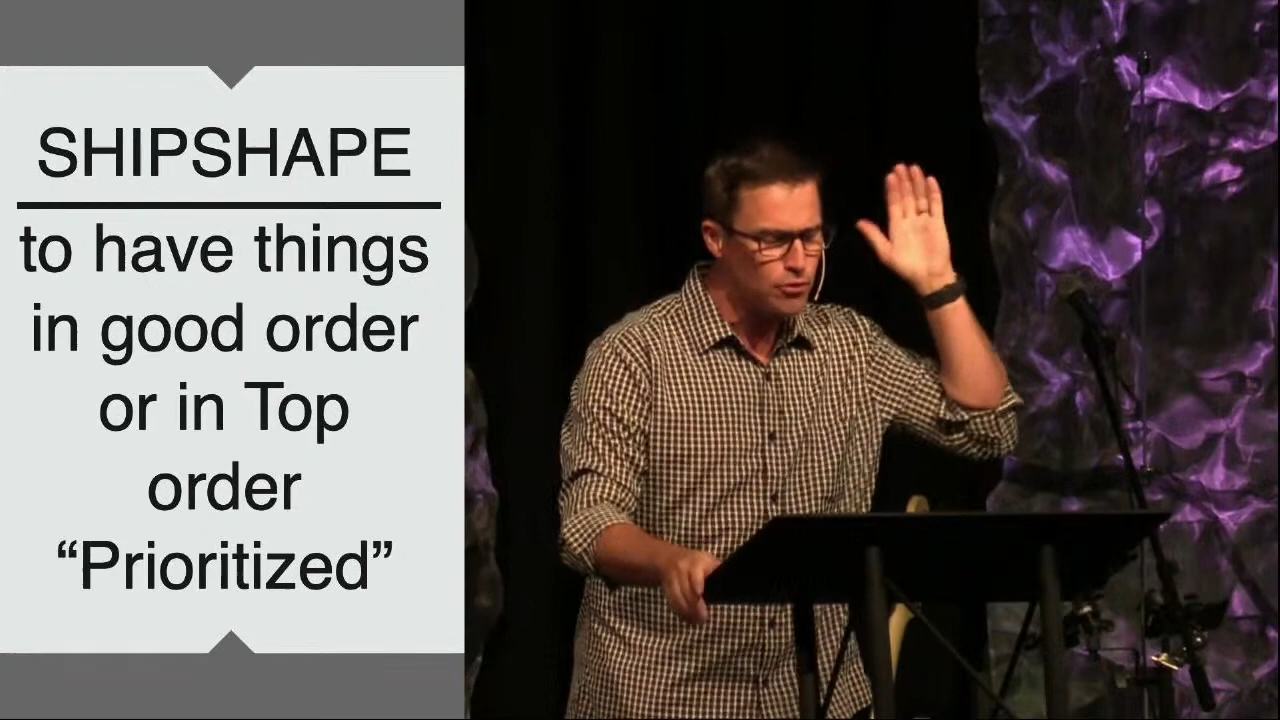 SHIPSHAPE
to have things
in good order
or in Top
order
“Prioritized”